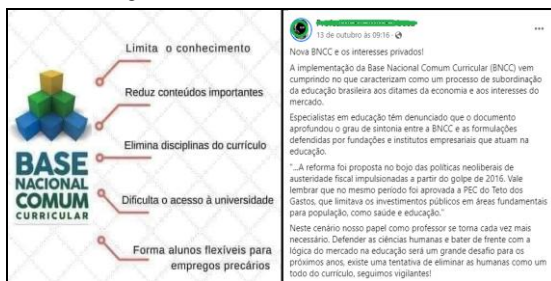 Limita o conhecimento
Reduz conteúdos importantes
Elimina disciplinas do currículo
Dificulta o acesso à universidade
Forma alunos flexíveis para
empregos precários
BASE
NACIONAL
COMUM
CURRICULAR
13 de outubro às 09:16
Nova BNCC e os interesses privados!
A implementação da Base Nacional Comum Curricular (BNCC) vem
cumprindo no que caracterizam como um processo de subordinação
da educação brasileira aos ditames da economia e aos interesses do
mercado.
Especialistas em educação têm denunciado que o documento
aprofundou o grau de sintonia entre a BNCC e as formulações
defendidas por fundações e institutos empresariais que atuam na
educação.
"...A reforma foi proposta no bojo das políticas neoliberais de
austeridade fiscal impulsionadas a partir do golpe de 2016. Vale
lembrar que no mesmo período foi aprovada a PEC do Teto dos
Gastos, que limitava os investimentos públicos em áreas fundamentais
para população, como saúde e educação."
Neste cenário nosso papel como professor se torna cada vez mais
necessário. Defender as ciências humanas e bater de frente com a
lógica do mercado na educação será um grande desafio para os
próximos anos, existe uma tentativa de eliminar as humanas como um
todo do currículo, seguimos vigilantes!